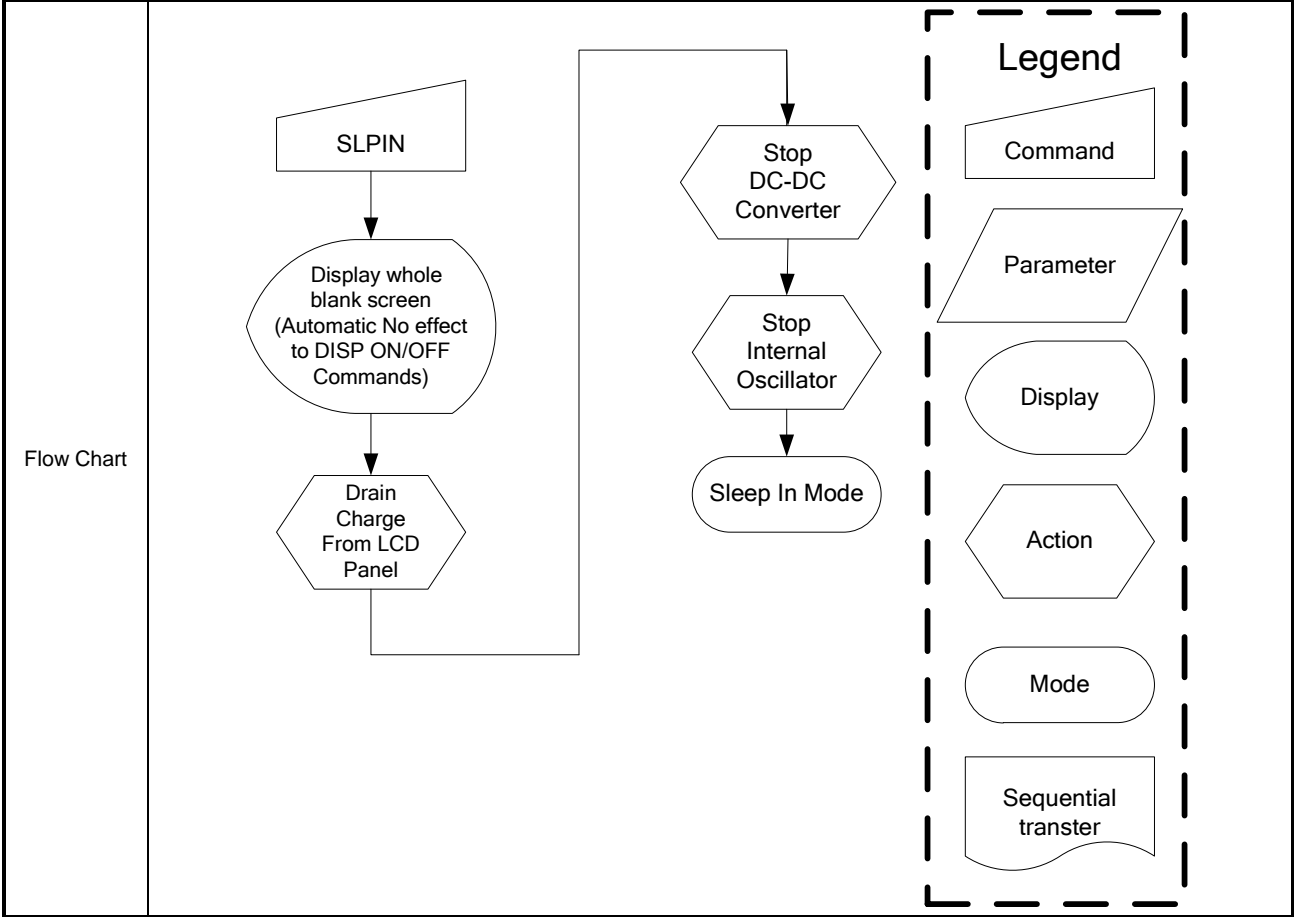 Flow Chart
SLPIN
Display whole
blank screen
(Automatic No effect
to DISP ON/OFF
Commands)
Drain
Charge
From LCD
Panel
Stop
DC-DC
Converter
Stop
Internal
Oscillator
Sleep In Mode
Legend
Command
Parameter
Display
Action
Mode
Sequential
transter